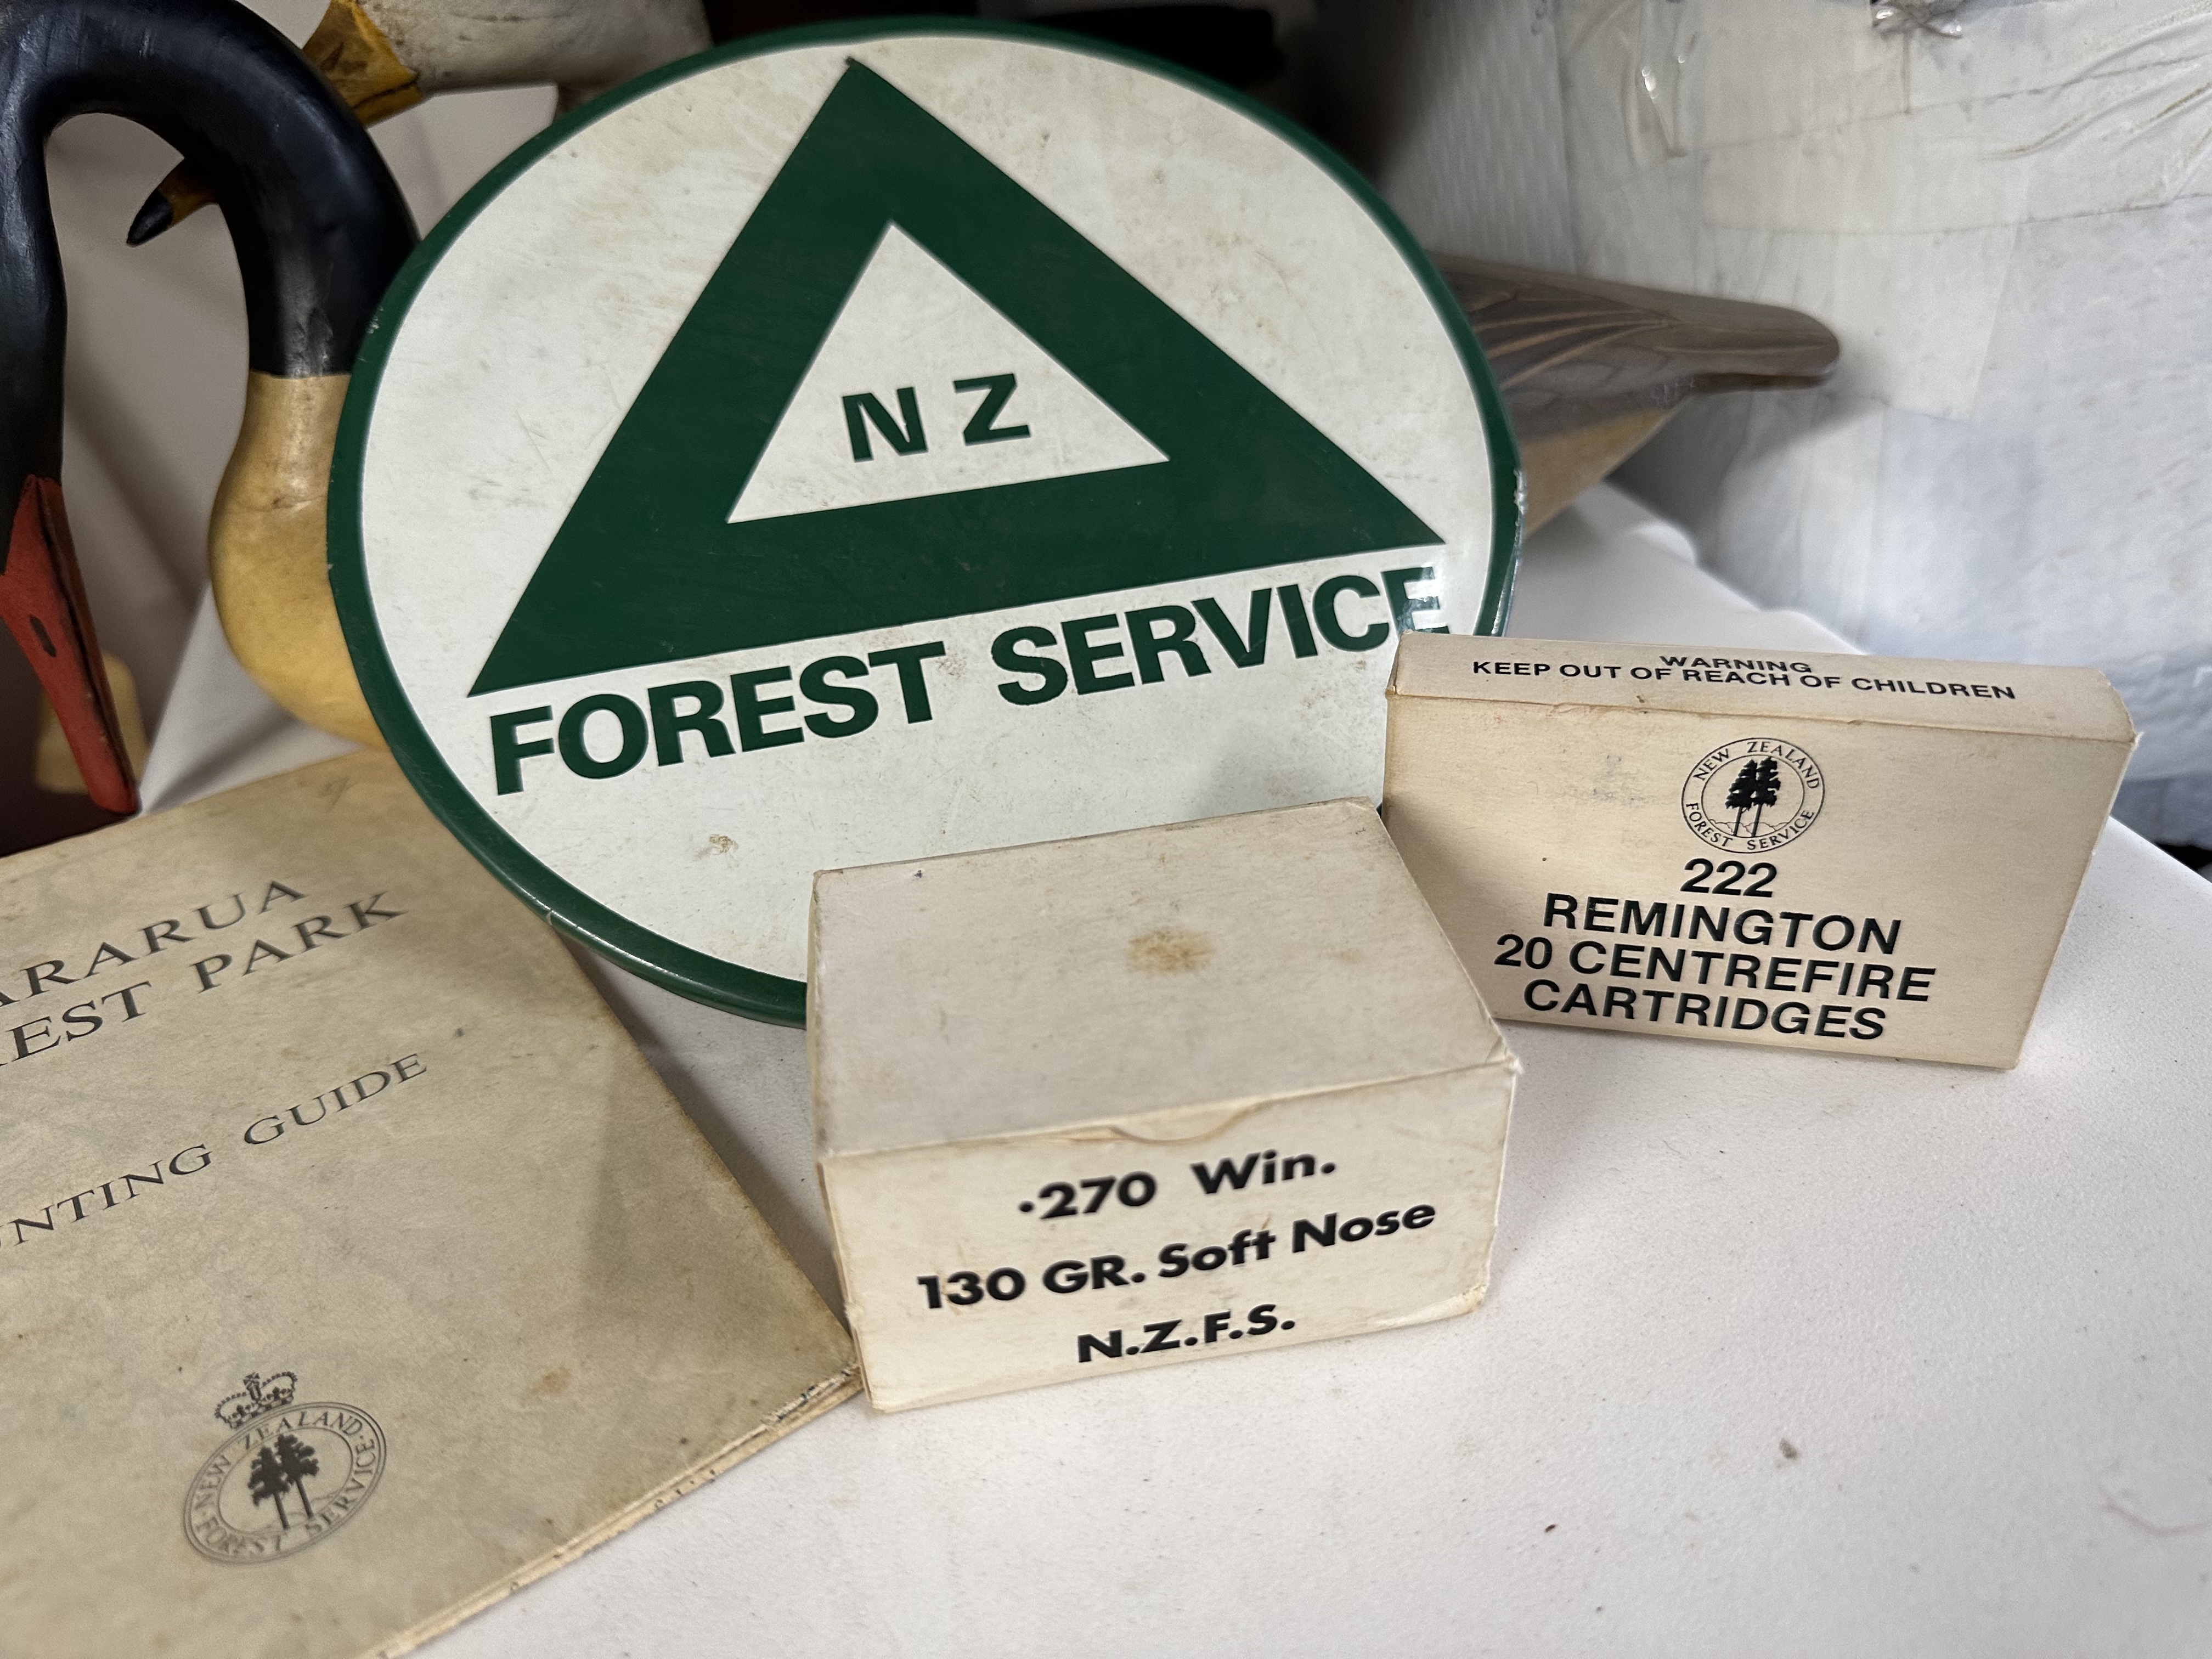 N Z
FOREST SERVICE
WARNING
KEEP OUT OF REACH OF CHILDREN
NEW ZEALAND
FOREST SERVICE
222
REMINGTON
20 CENTREFIRE
CARTRIDGES
.270 Win.
130 GR. Soft Nose
N.Z.F.S.
ARARUA
REST PARK
NTING GUIDE
NEW ZEALAND
FOREST SERVICE